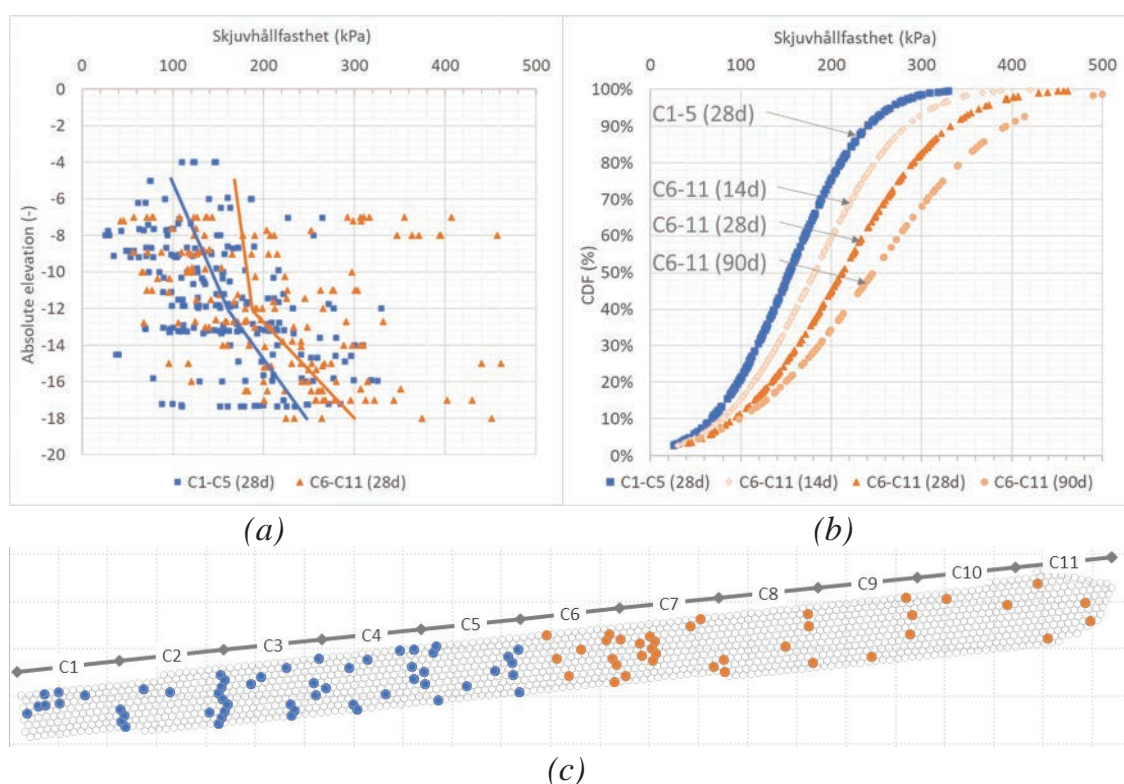 Skjuvhållfasthet (kPa)
0 100 200 300 400 500
0
-2
-4
-6
-8
-10
-12
-14
-16
-18
-20
Absolute elevation (-)
C1-C5 (28d) C6-C11 (28d)
(a)
Skjuvhållfasthet (kPa)
0 100 200 300 400 500
100%
90%
80%
70%
60%
50%
40%
30%
20%
10%
0%
CDF (%)
C1-5 (28d)
C6-11 (14d)
C6-11 (28d)
C6-11 (90d)
C1-C5 (28d) C6-C11 (14d) C6-C11 (28d) C6-C11 (90d)
(b)
C1 C2 C3 C4 C5 C6 C7 C8 C9 C10 C11
(c)